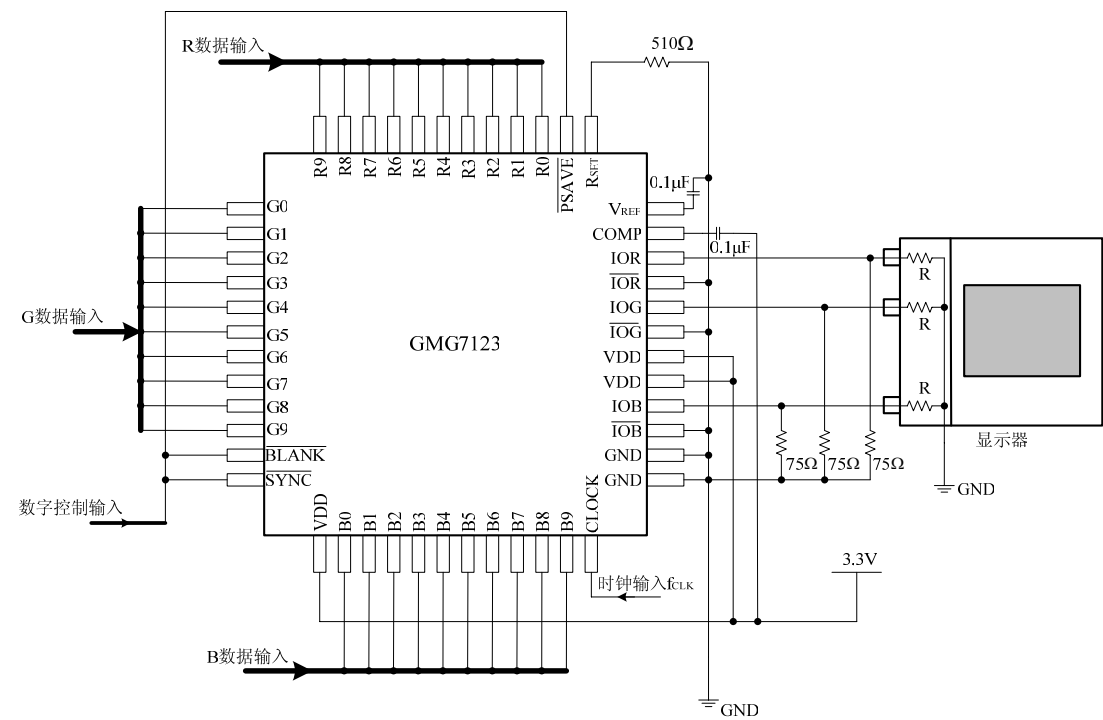 510Ω
R数据输入
R9 R8 R7 R6 R5 R4 R3 R2 R1 R0 PSAVE RSET
0.1μF
G0 VREF
G1 COMP
0.1μF
G2 IOR
R
G3 IOR
G4 IOG
R
G数据输入
G5 IOG
GMG7123
G6 VDD
G7 VDD
R
G8 IOB
G9 IOB
显示器
BLANK GND
75Ω 75Ω 75Ω
SYNC GND
GND
数字控制输入
VDD B0 B1 B2 B3 B4 B5 B6 B7 B8 B9 CLOCK
3.3V
时钟输入fCLK
B数据输入
GND